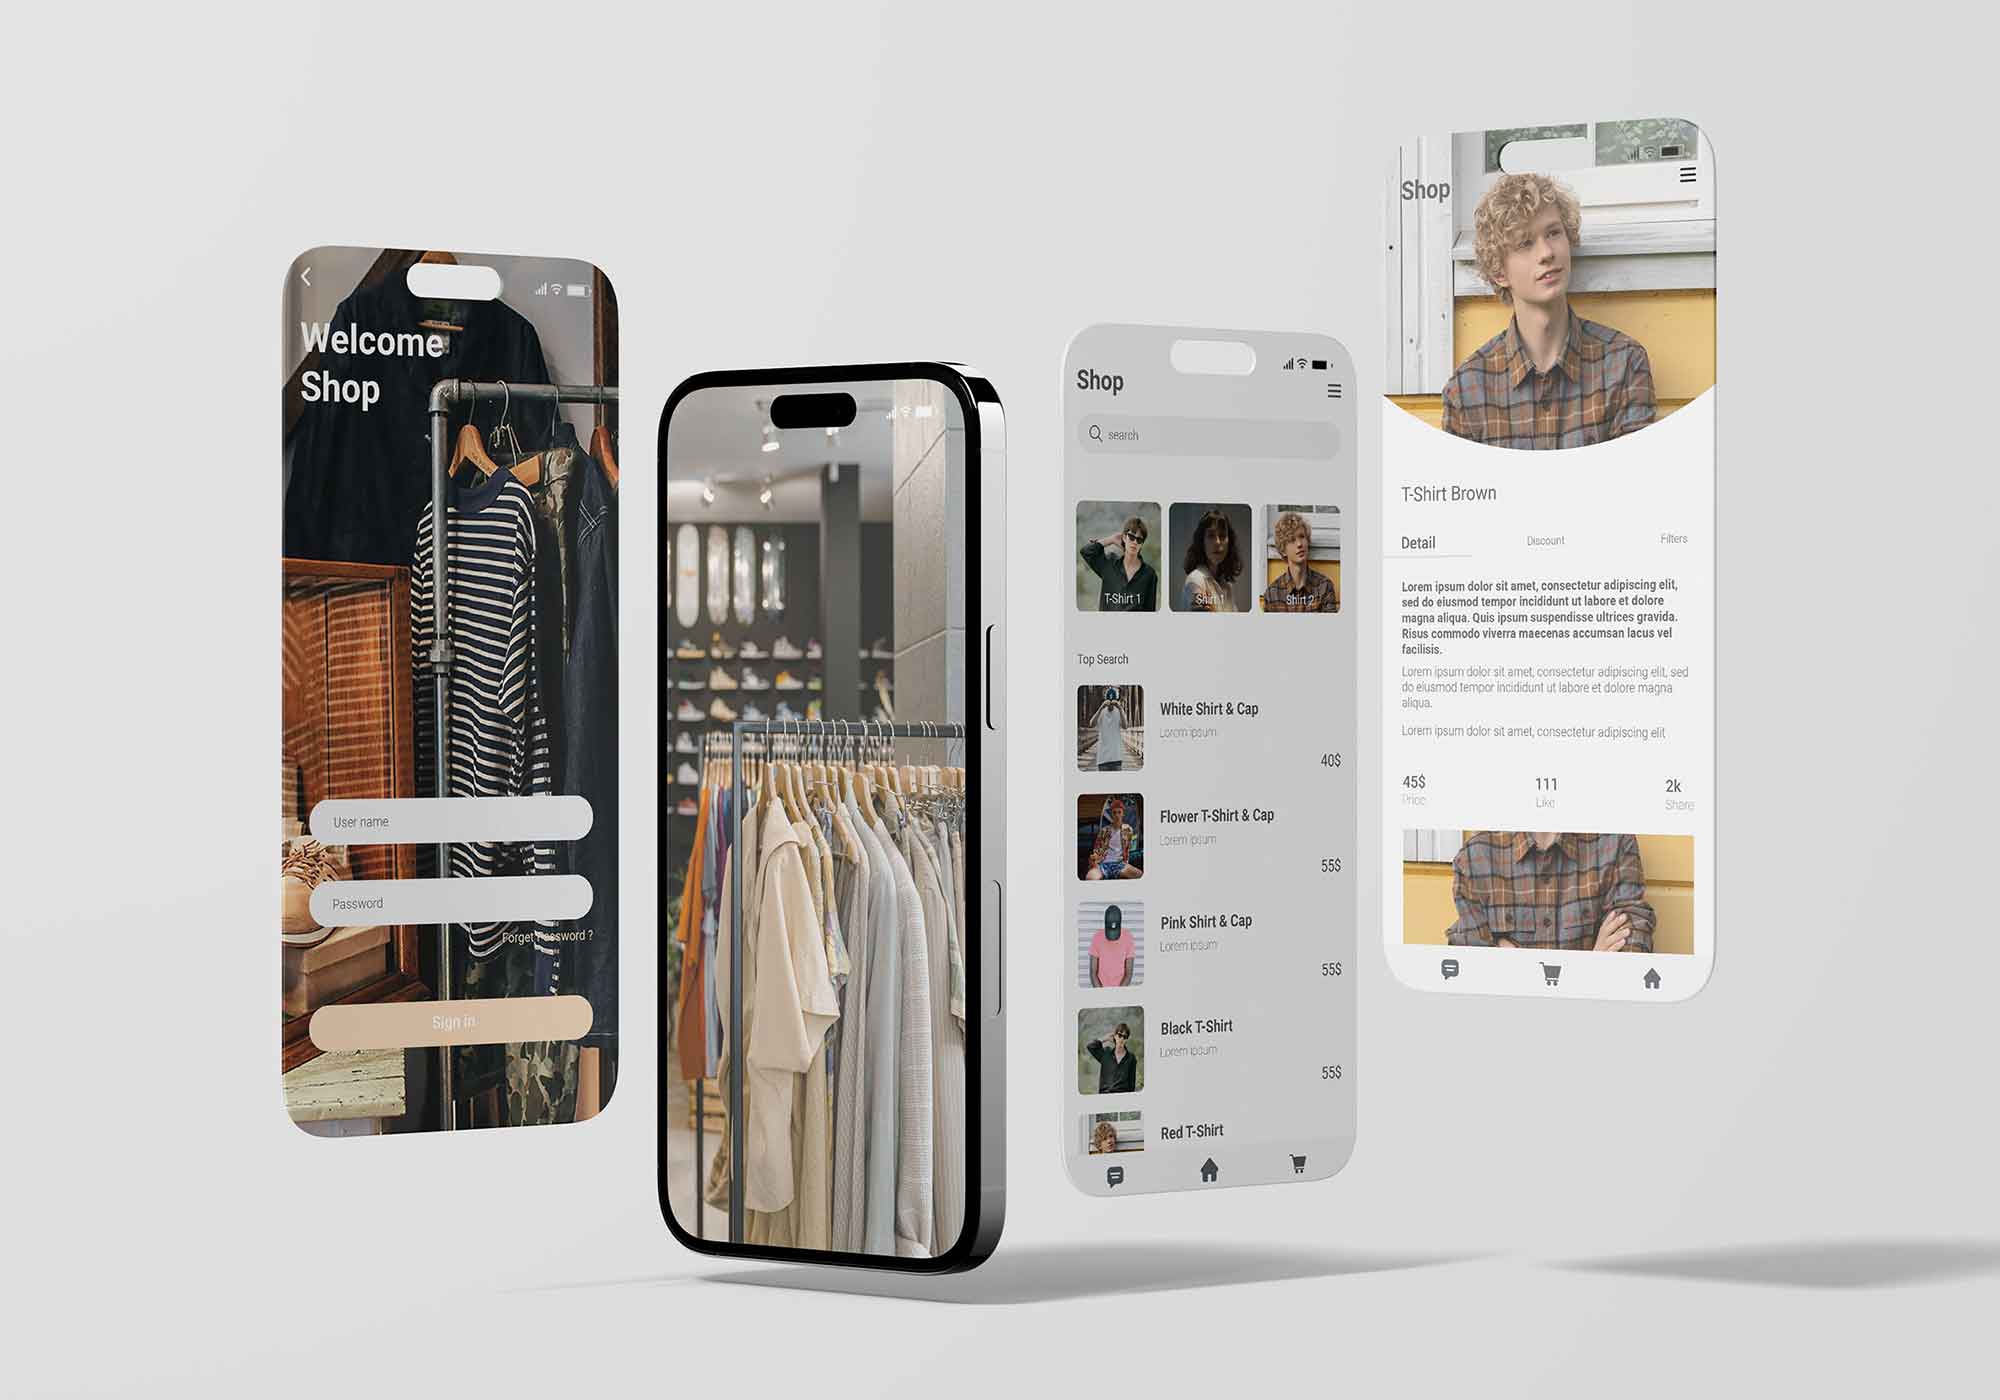 Welcome
Shop
User name
Password
Forget Password ?
Sign in
Shop
search
T-Shirt 1
Shirt 1
Shirt 2
Top Search
White Shirt & Cap
Lorem ipsum
40$
Flower T-Shirt & Cap
Lorem ipsum
55$
Pink Shirt & Cap
Lorem ipsum
55$
Black T-Shirt
Lorem ipsum
55$
Red T-Shirt
Shop
T-Shirt Brown
Detail Discount Filters
Lorem ipsum dolor sit amet, consectetur adipiscing elit,
sed do eiusmod tempor incididunt ut labore et dolore
magna aliqua. Quis ipsum suspendisse ultrices gravida.
Risus commodo viverra maecenas accumsan lacus vel
facilisis.
Lorem ipsum dolor sit amet, consectetur adipiscing elit, sed
do eiusmod tempor incididunt ut labore et dolore magna
aliqua.
Lorem ipsum dolor sit amet, consectetur adipiscing elit
45$ 111 2k
Price Like Share